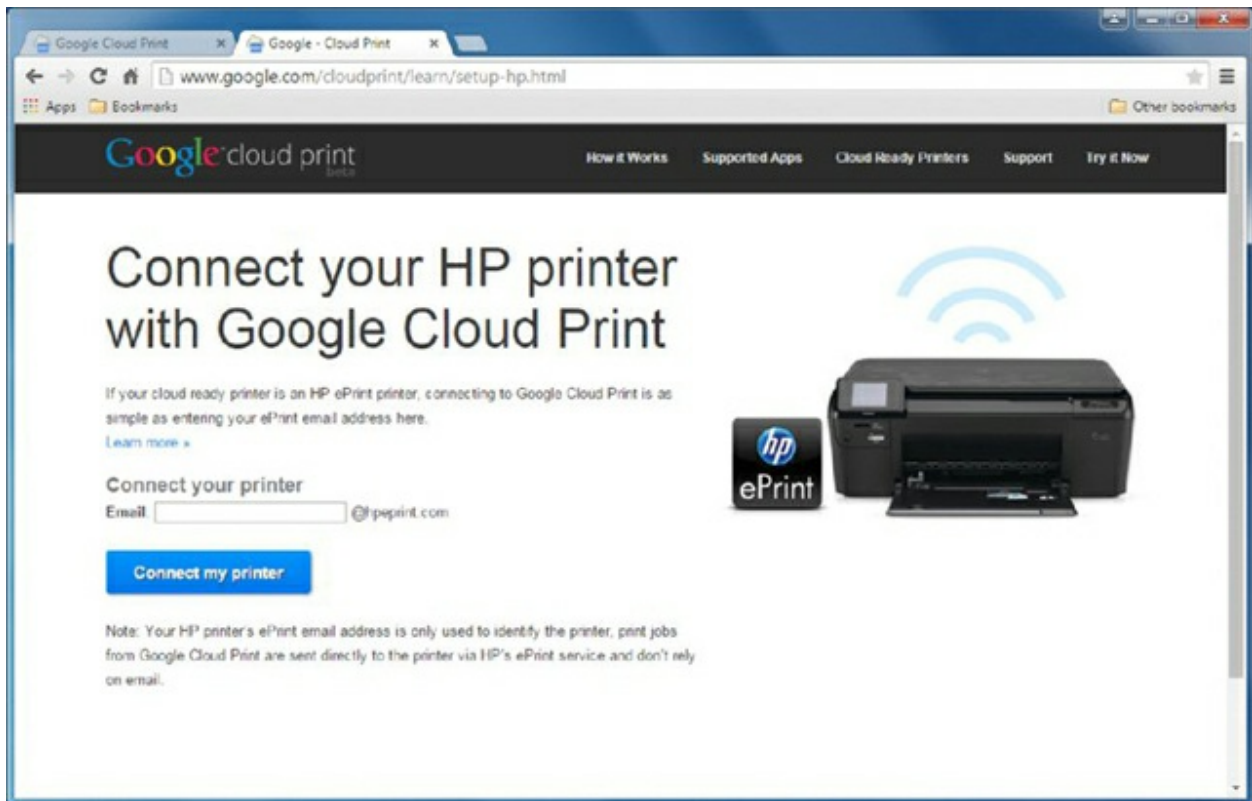 Google Cloud Print
Google - Cloud Print
www.google.com/cloudprint/learn/setup-hp.html
Apps Bookmarks Other bookmarks
Google cloud print
beta
How it Works Supported Apps Cloud Ready Printers Support Try it Now
Connect your HP printer
with Google Cloud Print
If your cloud ready printer is an HP ePrint printer, connecting to Google Cloud Print is as
simple as entering your ePrint email address here.
Learn more »
Connect your printer
Email: @hpeprint.com
hp
ePrint
Connect my printer
Note: Your HP printer's ePrint email address is only used to identify the printer, print jobs
from Google Cloud Print are sent directly to the printer via HP's ePrint service and don't rely
on email.